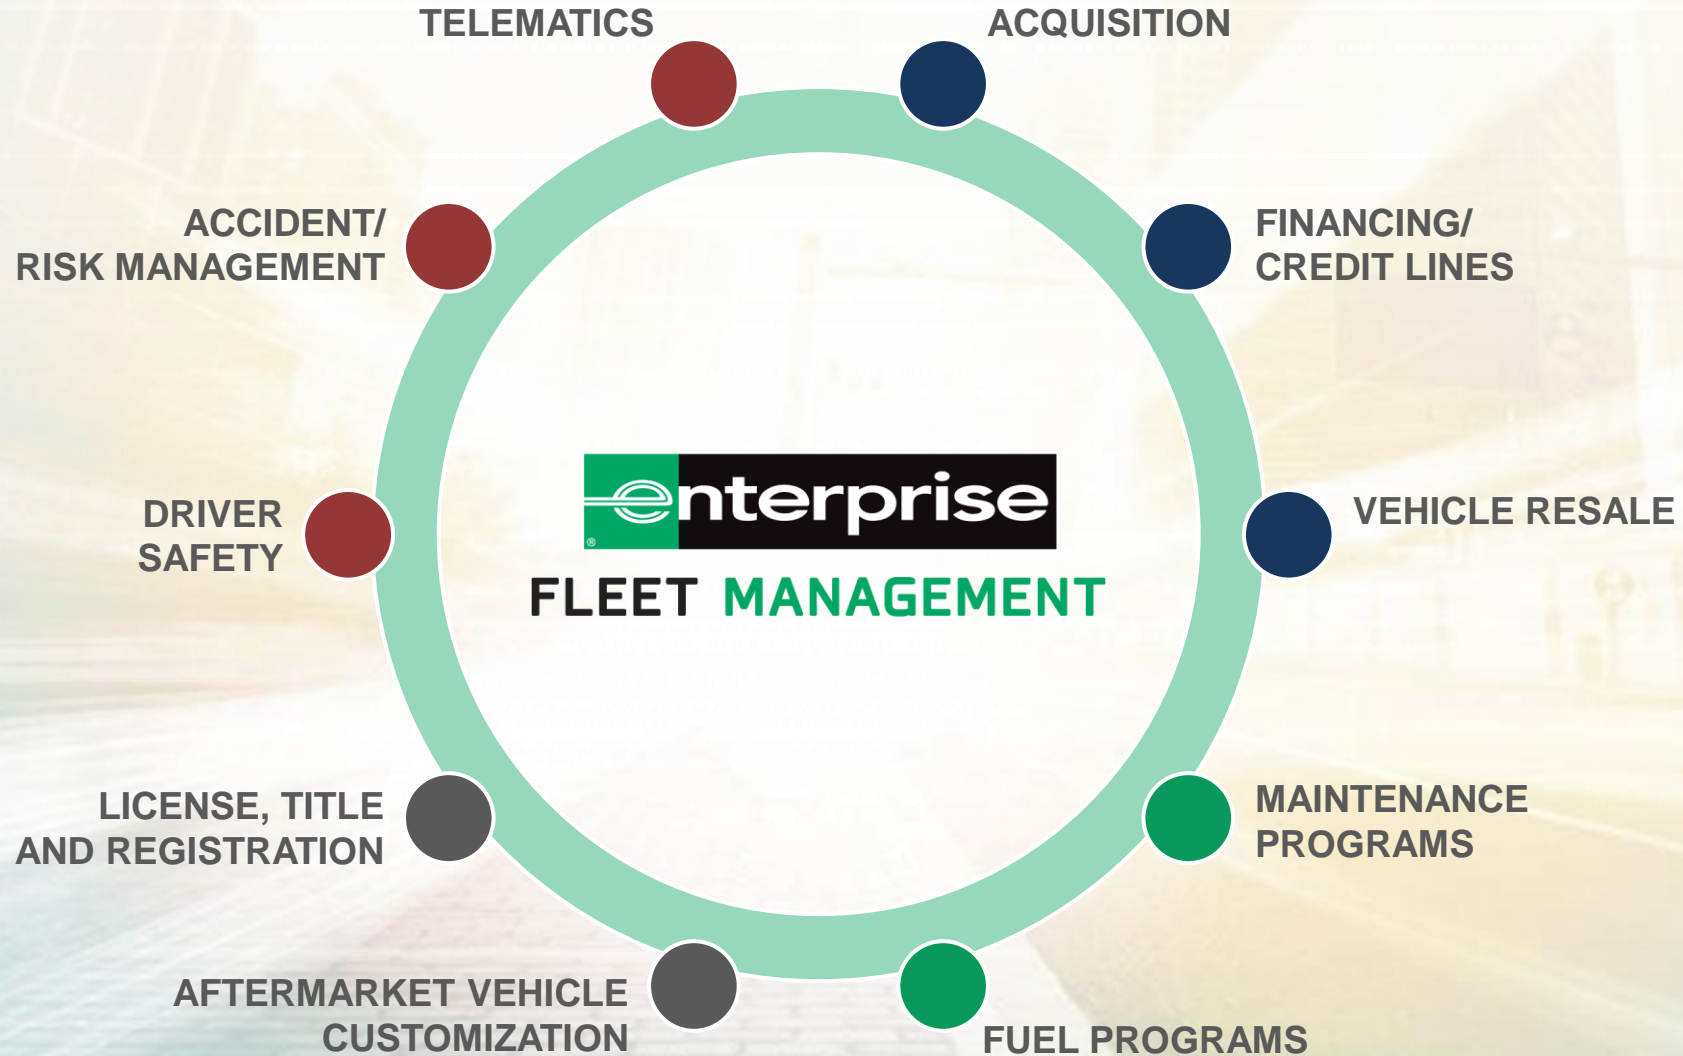 TELEMATICS
ACQUISITION
ACCIDENT/
RISK MANAGEMENT
FINANCING/
CREDIT LINES
enterprise
®
FLEET MANAGEMENT
DRIVER
SAFETY
VEHICLE RESALE
LICENSE, TITLE
AND REGISTRATION
MAINTENANCE
PROGRAMS
AFTERMARKET VEHICLE
CUSTOMIZATION
FUEL PROGRAMS